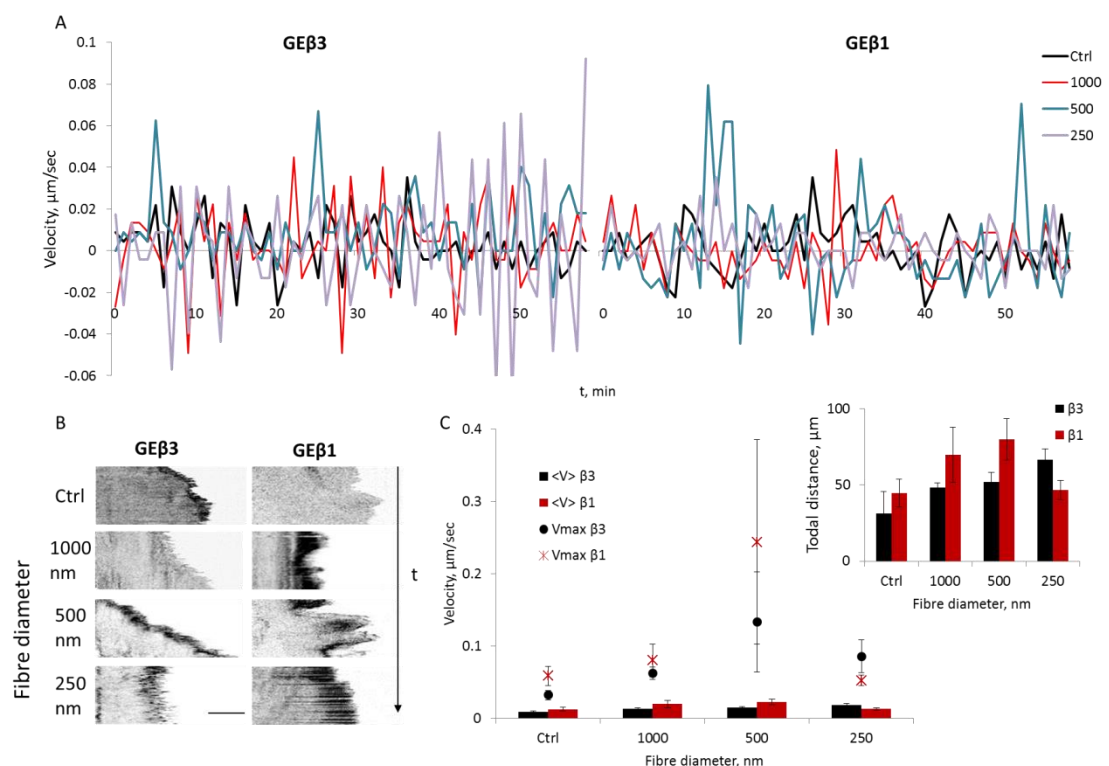 A
GEβ3
GEβ1
Velocity, μm/sec
0.1
0.08
0.06
0.04
0.02
0
-0.02
-0.04
-0.06
0 10 20 30 40 50 0 10 20 30 40 50
t, min
Ctrl
1000
500
250
B
GEβ3 GEβ1
Fibre diameter
Ctrl
1000
nm
500
nm
250
nm
t
C
Velocity, μm/sec
0.4
0.3
0.2
0.1
0
<V> β3
<V> β1
Vmax β3
Vmax β1
Ctrl 1000 500 250
Fibre diameter, nm
Todal distance, μm
100
50
0
β3
β1
Ctrl 1000 500 250
Fibre diameter, nm